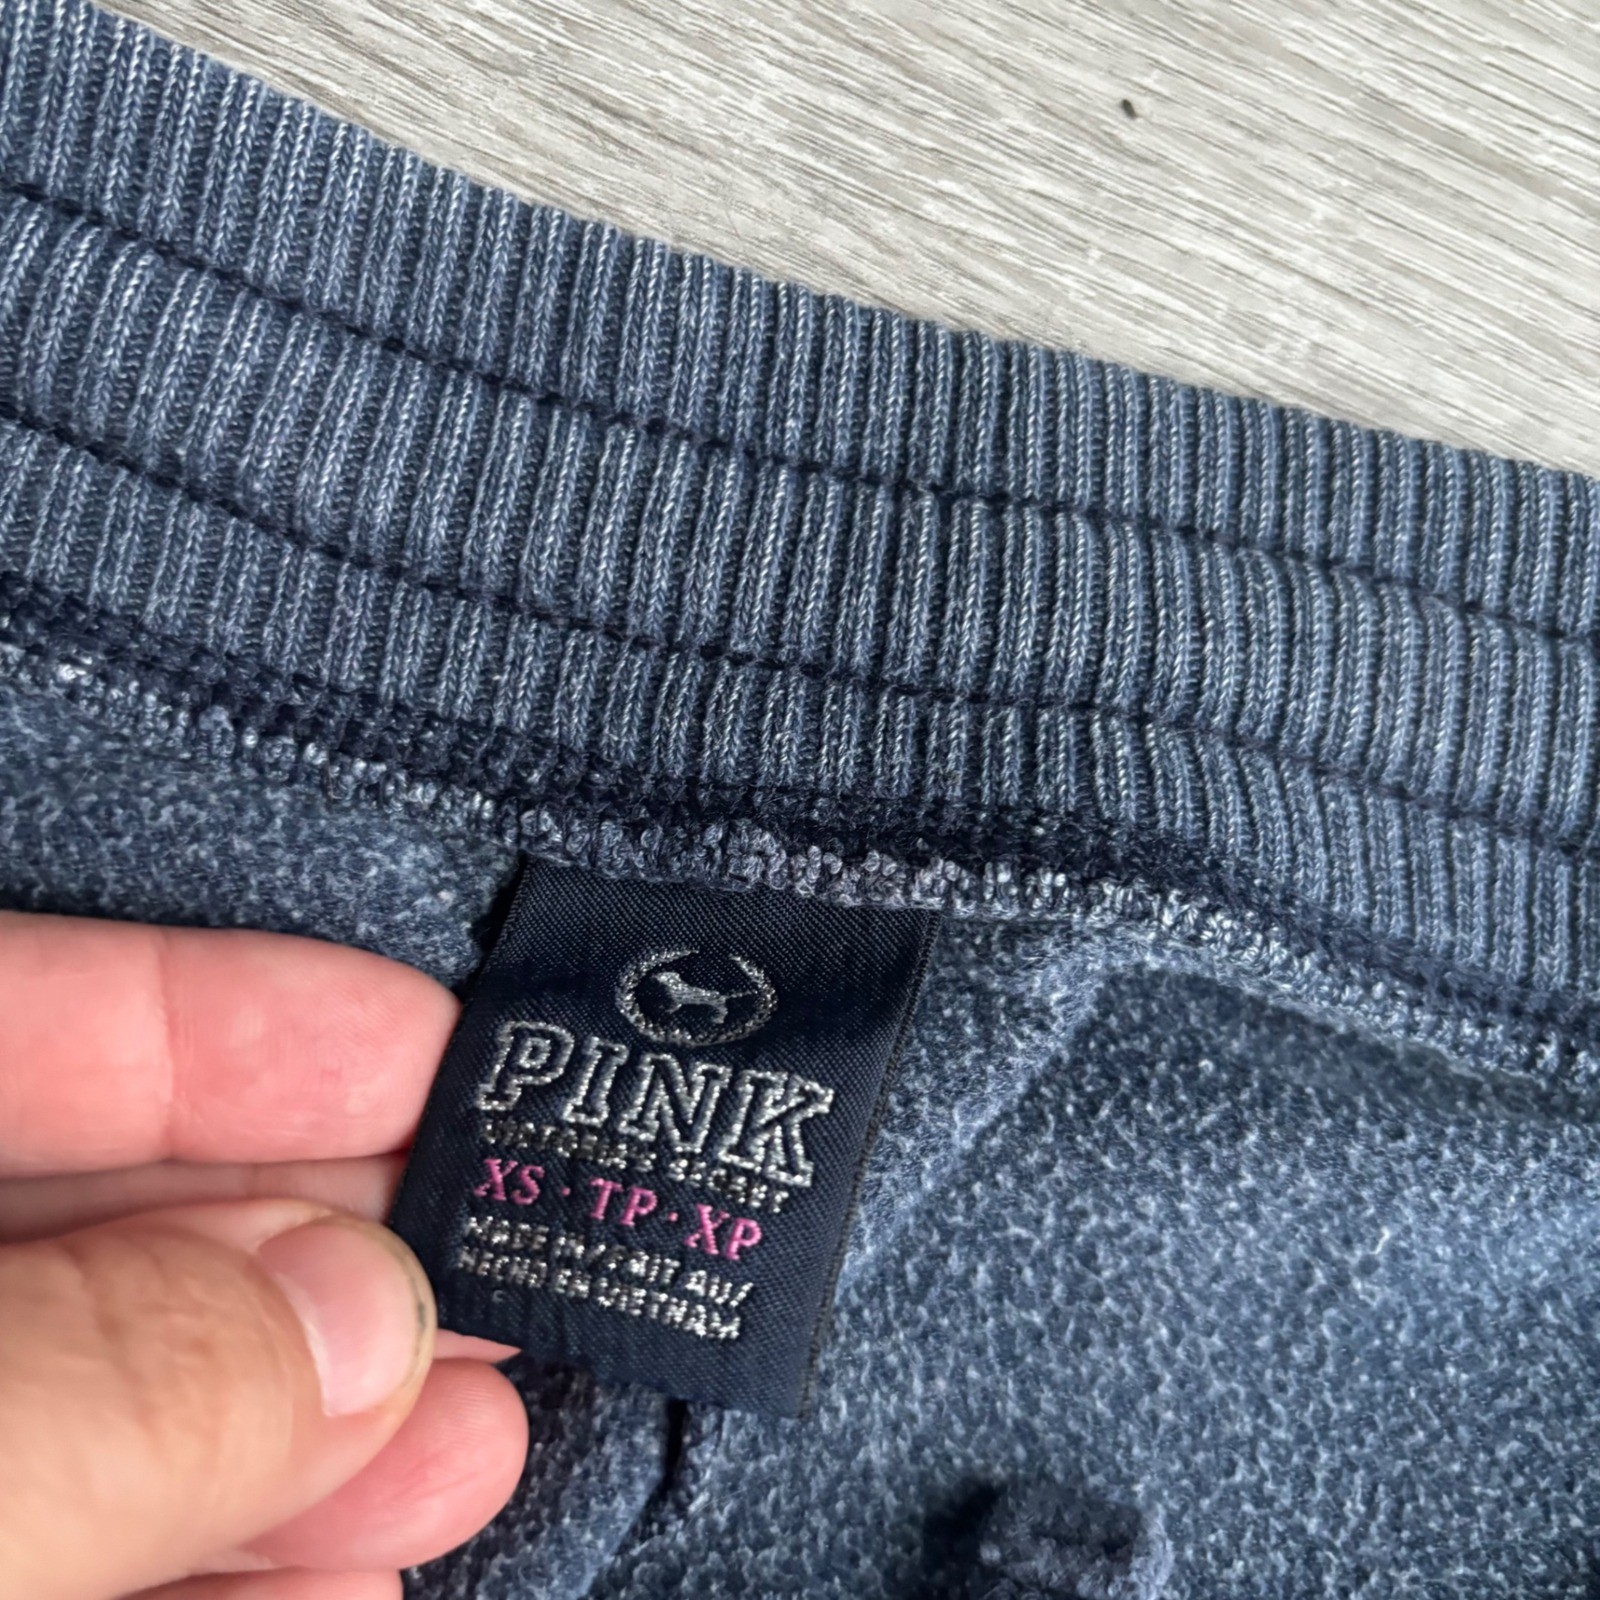 PINK
VICTORIA'S SECRET
XS · TP · XP
MADE IN/FAIT AU/
HECHO EN VIETNAM